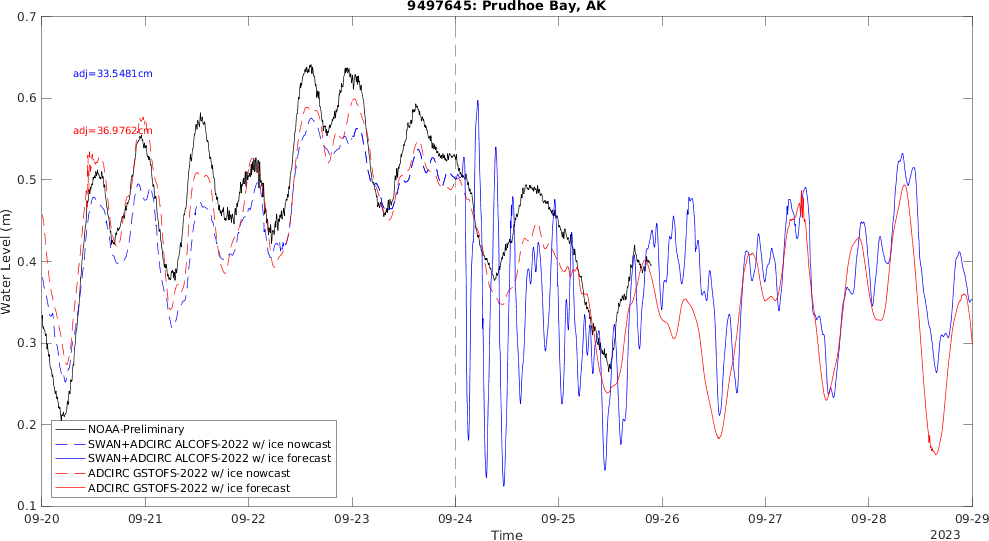 9497645: Prudhoe Bay, AK
0.7
0.6
0.5
0.4
0.3
0.2
0.1
Water Level (m)
adj=33.5481cm
adj=36.9762cm
NOAA-Preliminary
SWAN+ADCIRC ALCOFS-2022 w/ ice nowcast
SWAN+ADCIRC ALCOFS-2022 w/ ice forecast
ADCIRC GSTOFS-2022 w/ ice nowcast
ADCIRC GSTOFS-2022 w/ ice forecast
09-20 09-21 09-22 09-23 09-24 09-25 09-26 09-27 09-28 09-29
Time
2023